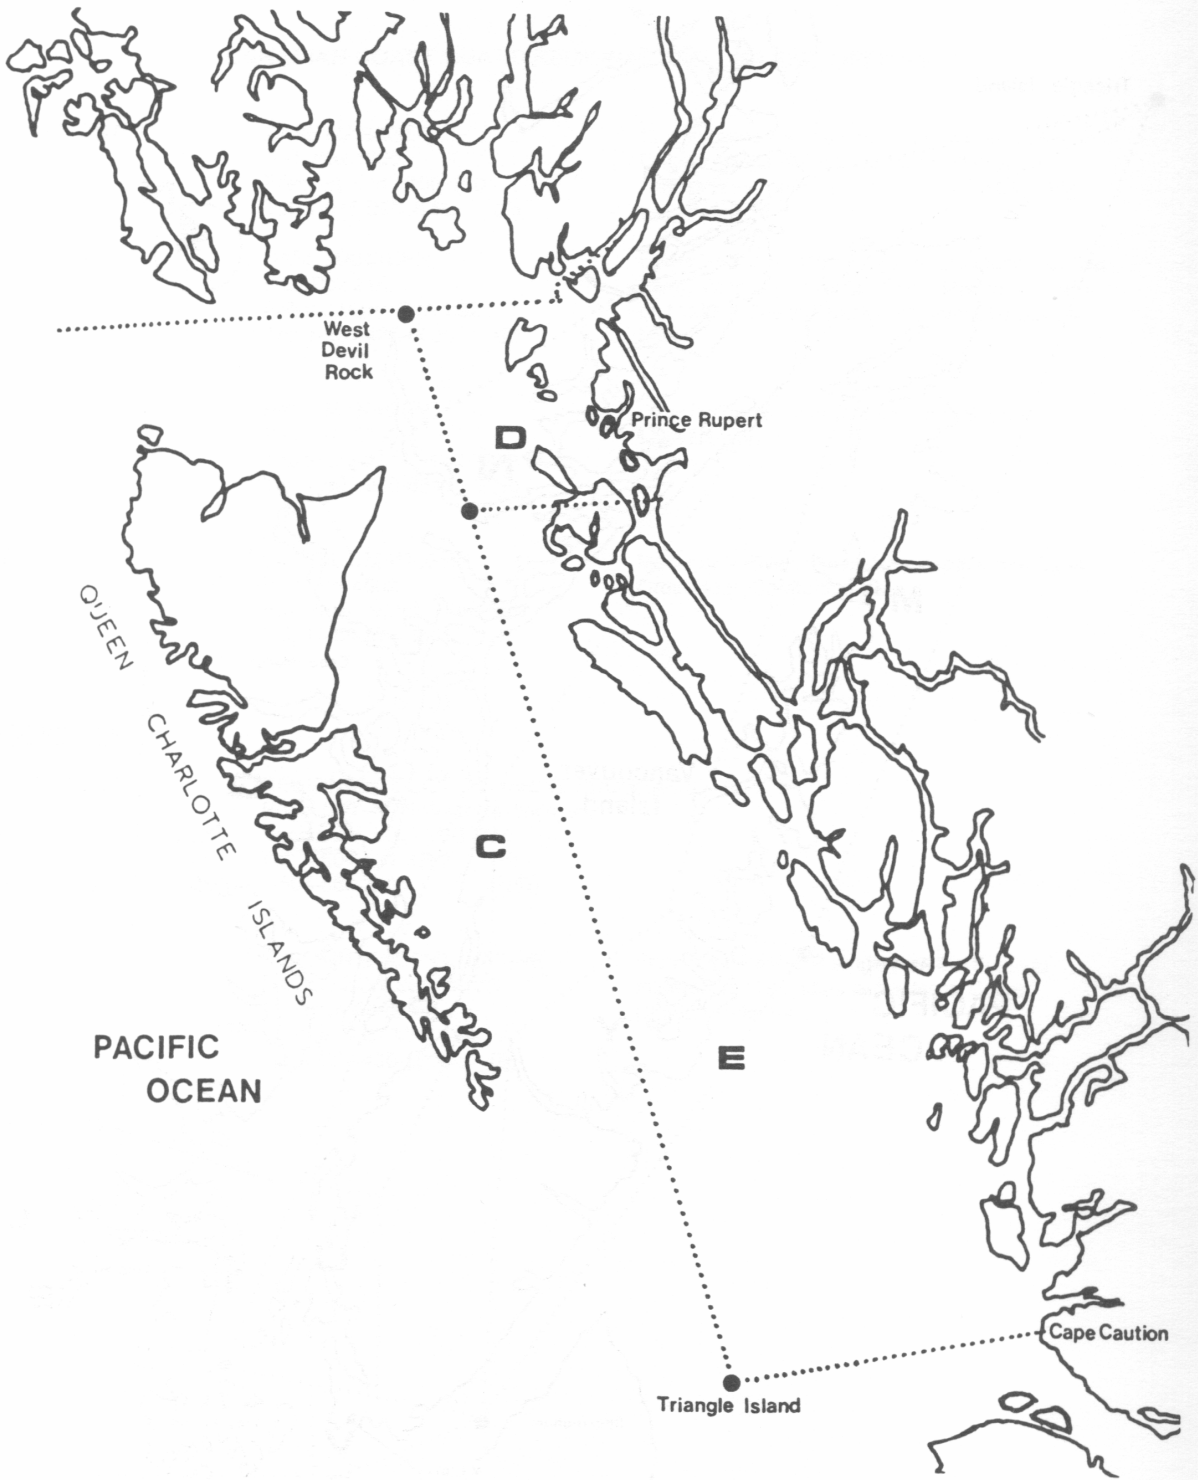 West
Devil
Rock
Prince Rupert
D
QUEEN
CHARLOTTE
ISLANDS
C
PACIFIC
OCEAN
E
Cape Caution
Triangle Island